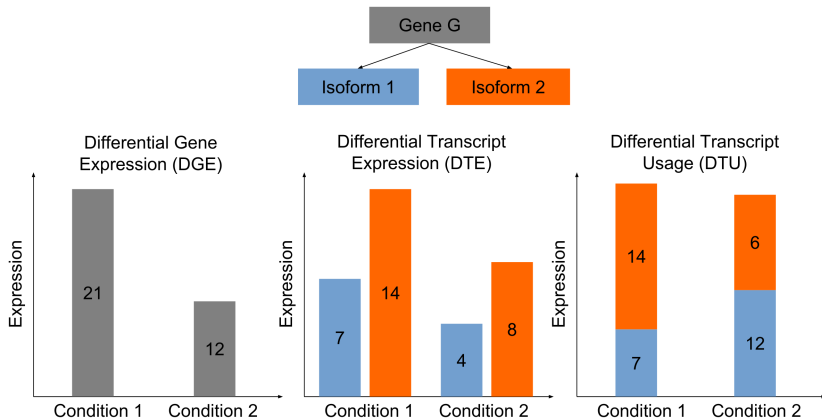 Gene G
Isoform 1
Isoform 2
Differential Gene
Expression (DGE)
Expression
21
12
Condition 1
Condition 2
Differential Transcript
Expression (DTE)
Expression
7
14
4
8
Condition 1
Condition 2
Differential Transcript
Usage (DTU)
Expression
14
7
6
12
Condition 1
Condition 2